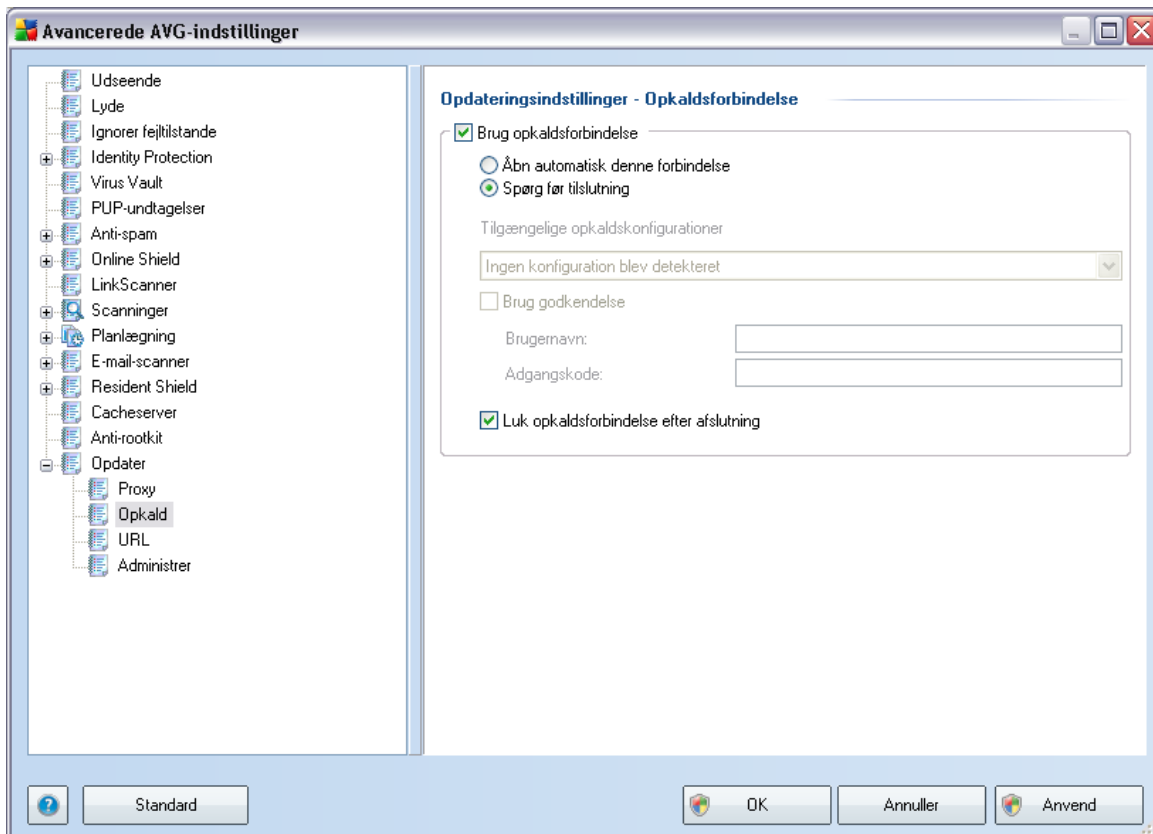 Avancerede AVG-indstillinger
Udseende
Lyde
Ignorer fejltilstande
Identity Protection
Virus Vault
PUP-undtagelser
Anti-spam
Online Shield
LinkScanner
Scanninger
Planlægning
E-mail-scanner
Resident Shield
Cacheserver
Anti-rootkit
Opdater
Proxy
Opkald
URL
Administrer
Opdateringsindstillinger - Opkaldsforbindelse
Brug opkaldsforbindelse
Åbn automatisk denne forbindelse
Spørg før tilslutning
Tilgængelige opkaldskonfigurationer
Ingen konfiguration blev detekteret
Brug godkendelse
Brugernavn:
Adgangskode:
Luk opkaldsforbindelse efter afslutning
? Standard OK Annuller Anvend